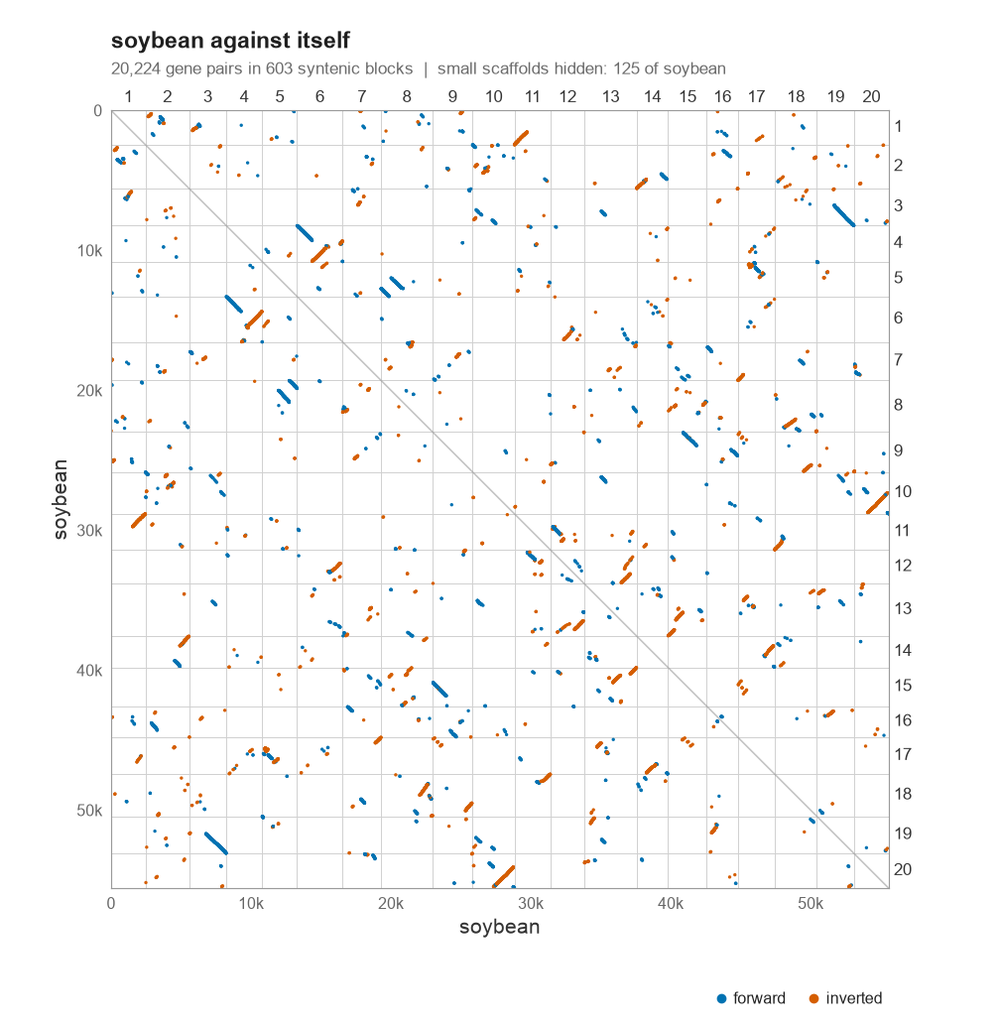 soybean against itself
20,224 gene pairs in 603 syntenic blocks | small scaffolds hidden: 125 of soybean
1 2 3 4 5 6 7 8 9 10 11 12 13 14 15 16 17 18 19 20
0
10k
20k
30k
40k
50k
soybean
1
2
3
4
5
6
7
8
9
10
11
12
13
14
15
16
17
18
19
20
0 10k 20k 30k 40k 50k
soybean
forward inverted